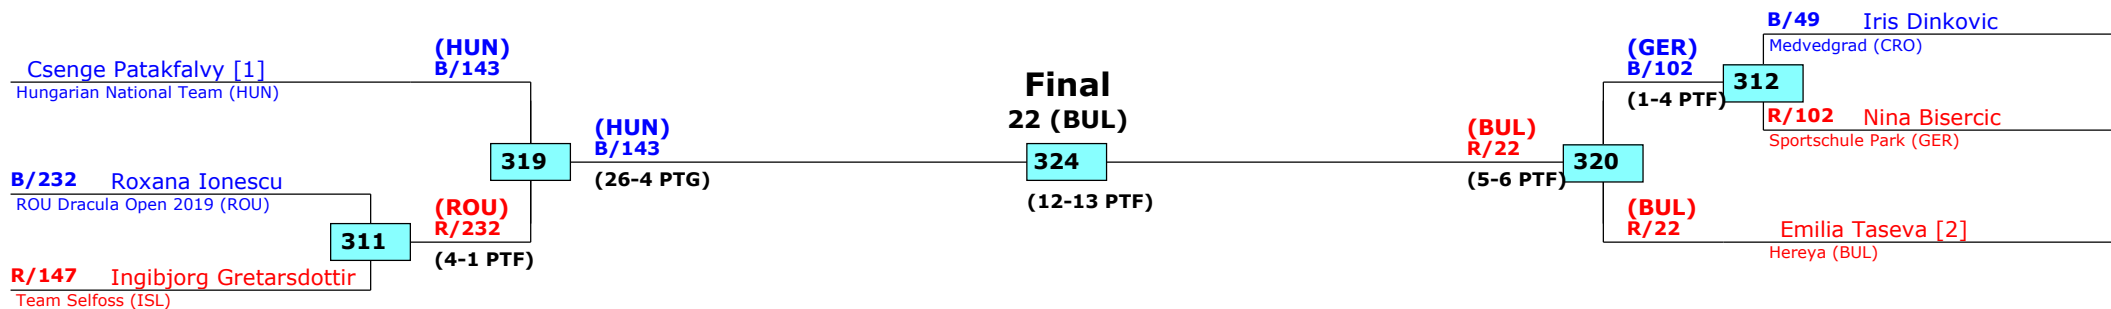 Csenge Patakfalvy [1]
Hungarian National Team (HUN)
(HUN)
B/143
B/232 Roxana Ionescu
ROU Dracula Open 2019 (ROU)
311
R/147 Ingibjorg Gretarsdottir
Team Selfoss (ISL)
(ROU)
R/232
(4-1 PTF)
319
(HUN)
B/143
(26-4 PTG)
Final
22 (BUL)
324
(12-13 PTF)
(BUL)
R/22
(5-6 PTF)
320
(GER)
B/102
(1-4 PTF)
312
B/49 Iris Dinkovic
Medvedgrad (CRO)
R/102 Nina Bisercic
Sportschule Park (GER)
(BUL)
R/22
Emilia Taseva [2]
Hereya (BUL)